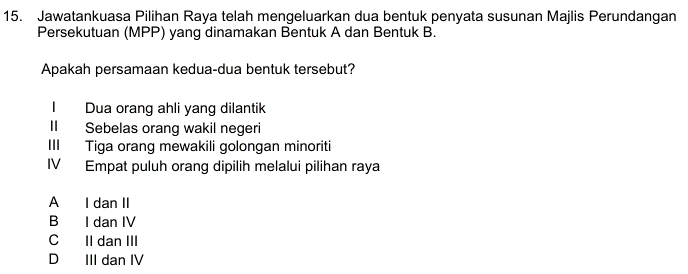 15. Jawatankuasa Pilihan Raya telah mengeluarkan dua bentuk penyata susunan Majlis Perundangan
Persekutuan (MPP) yang dinamakan Bentuk A dan Bentuk B.
Apakah persamaan kedua-dua bentuk tersebut?
I Dua orang ahli yang dilantik
II Sebelas orang wakil negeri
III Tiga orang mewakili golongan minoriti
IV Empat puluh orang dipilih melalui pilihan raya
A I dan II
B I dan IV
C II dan III
D III dan IV